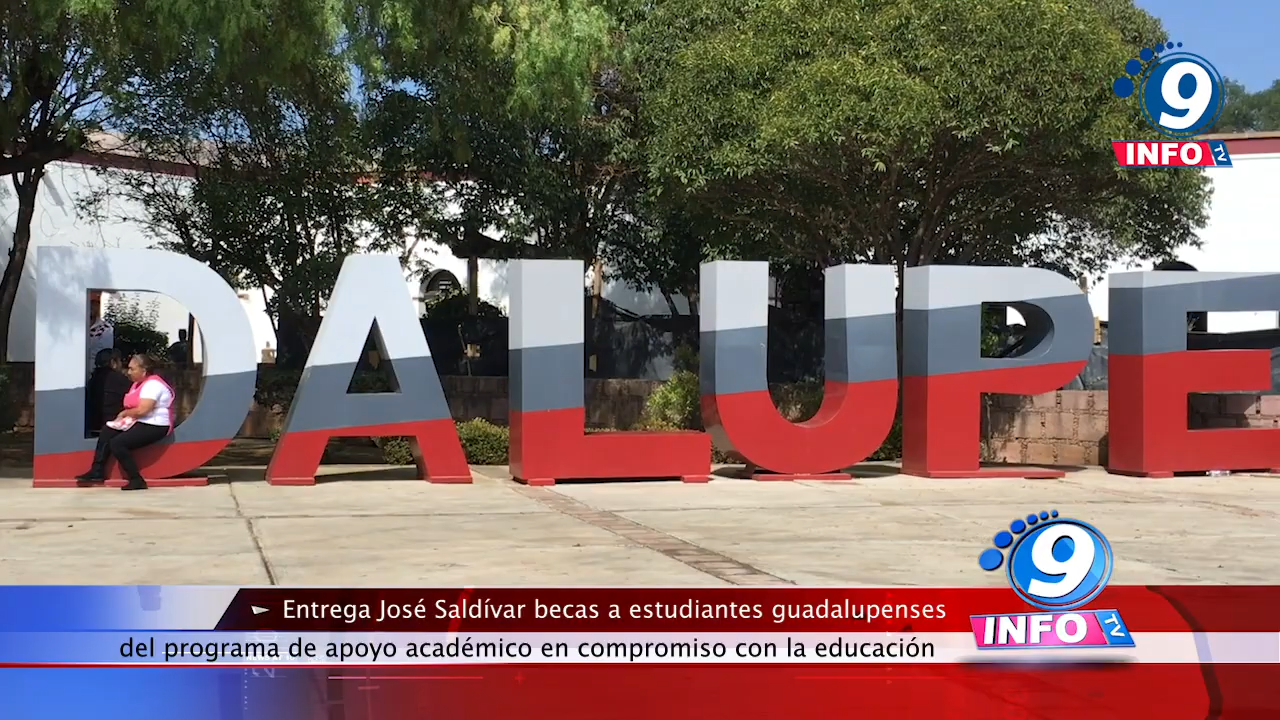 9
INFO TV
DALUPE
9
INFO TV
► Entrega José Saldívar becas a estudiantes guadalupenses
del programa de apoyo académico en compromiso con la educación